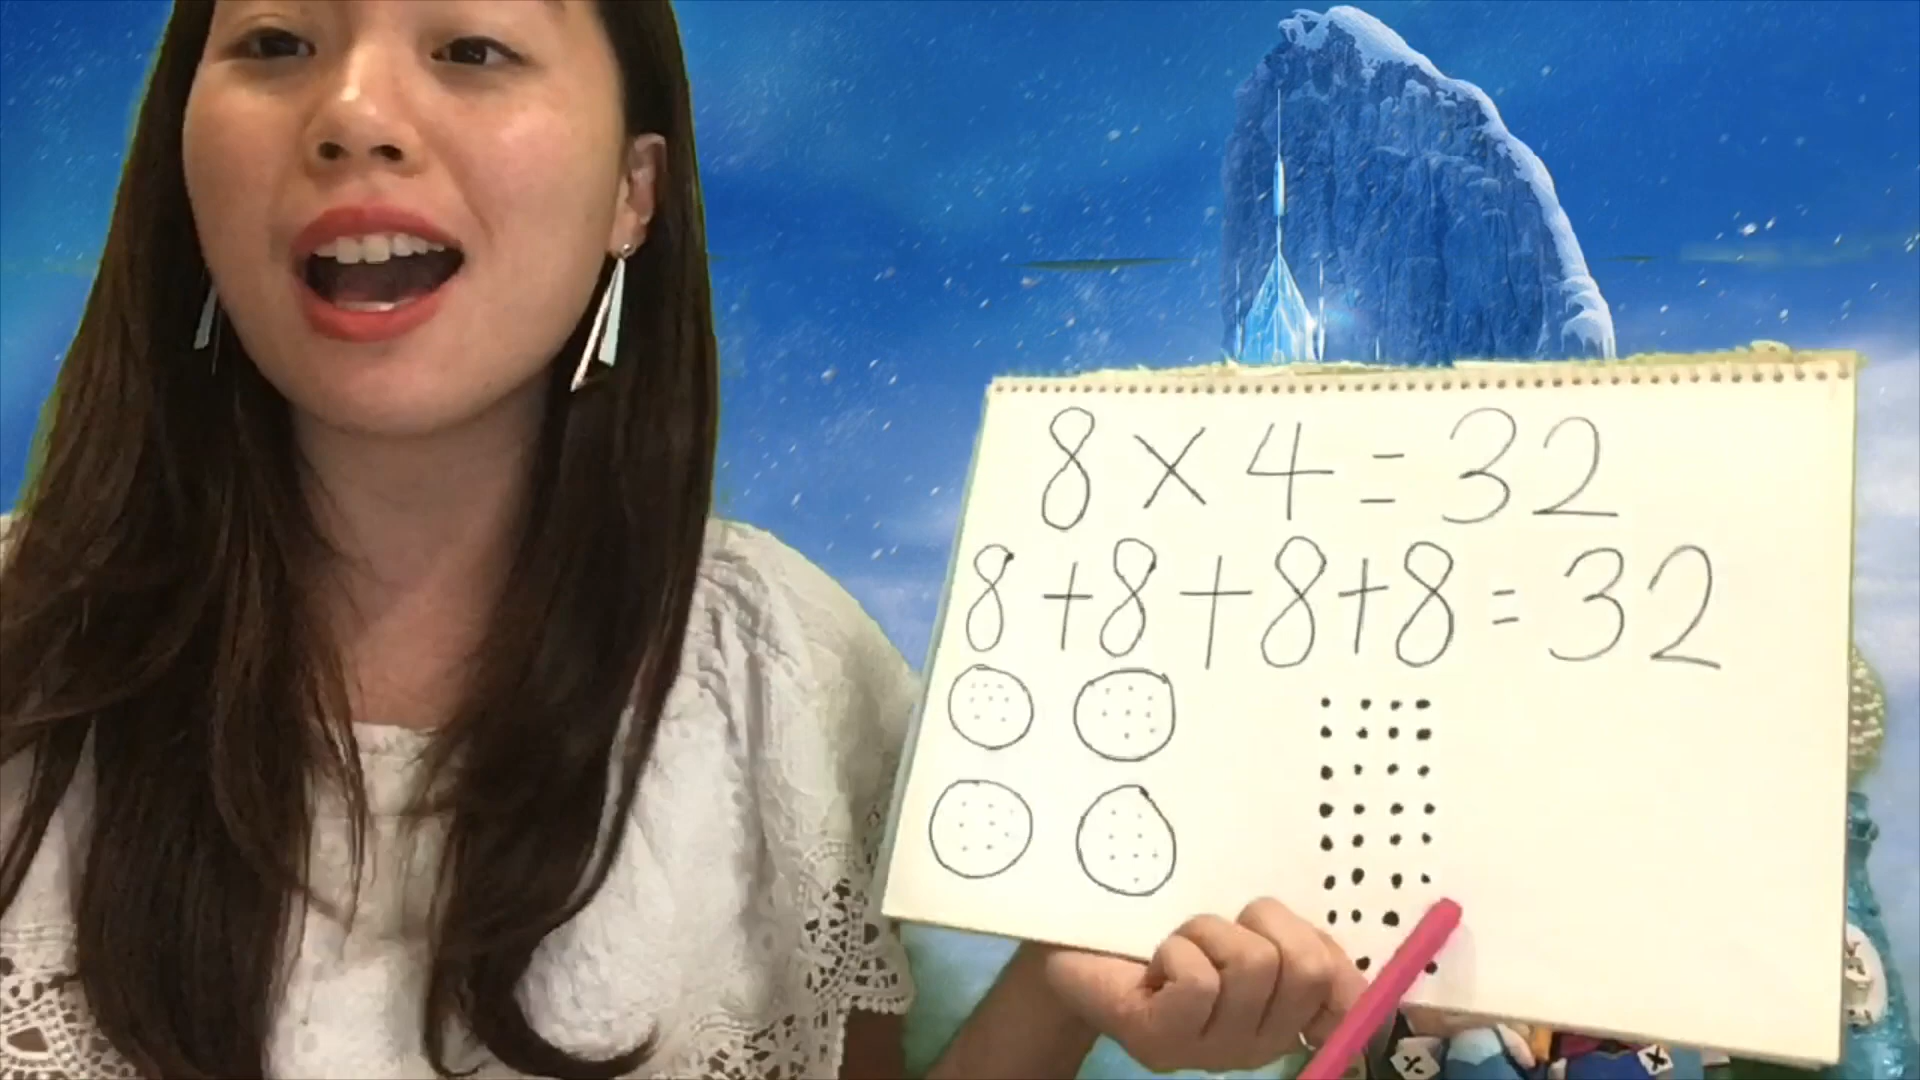 8 × 4 = 32
8 + 8 + 8 + 8 = 32